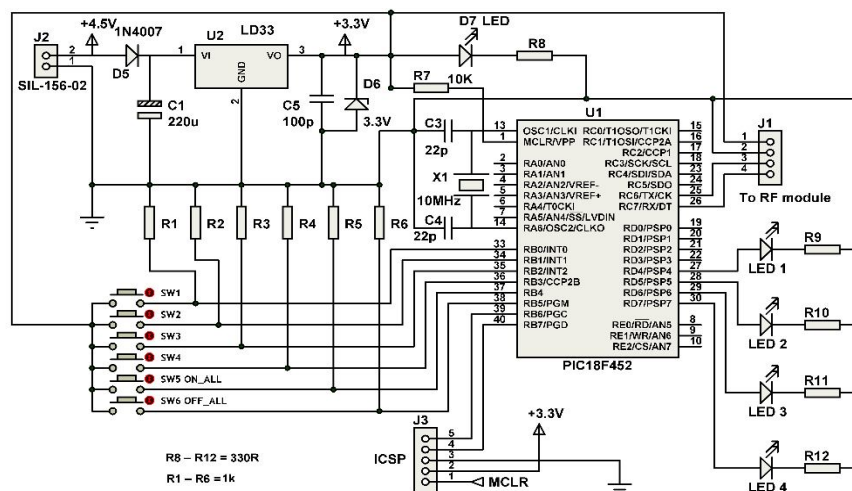 +4.5V
1N4007
U2
LD33
+3.3V
D7 LED
J2
2
1
SIL-156-02
D5
1
VI
VO
3
GND
2
R8
C1
220u
C5
100p
D6
3.3V
R7
10K
U1
C3
22p
X1
10MHz
C4
22p
13
OSC1/CLKI
1
MCLR/VPP
2
RA0/AN0
3
RA1/AN1
4
RA2/AN2/VREF-
5
RA3/AN3/VREF+
6
RA4/T0CKI
7
RA5/AN4/SS/LVDIN
14
RA6/OSC2/CLKO
33
RB0/INT0
34
RB1/INT1
35
RB2/INT2
36
RB3/CCP2B
37
RB4
38
RB5/PGM
39
RB6/PGC
40
RB7/PGD
RC0/T1OSO/T1CKI
15
RC1/T1OSI/CCP2A
16
RC2/CCP1
17
RC3/SCK/SCL
18
RC4/SDI/SDA
23
RC5/SDO
24
RC6/TX/CK
25
RC7/RX/DT
26
RD0/PSP0
19
RD1/PSP1
20
RD2/PSP2
21
RD3/PSP3
22
RD4/PSP4
27
RD5/PSP5
28
RD6/PSP6
29
RD7/PSP7
30
RE0/RD/AN5
8
RE1/WR/AN6
9
RE2/CS/AN7
10
PIC18F452
J1
1
2
3
4
To RF module
R1
R2
R3
R4
R5
R6
SW1
SW2
SW3
SW4
SW5 ON_ALL
SW6 OFF_ALL
LED 1
R9
LED 2
R10
LED 3
R11
LED 4
R12
J3
ICSP
5
4
3
2
1
+3.3V
MCLR
R8 – R12 = 330R
R1 – R6 =1k